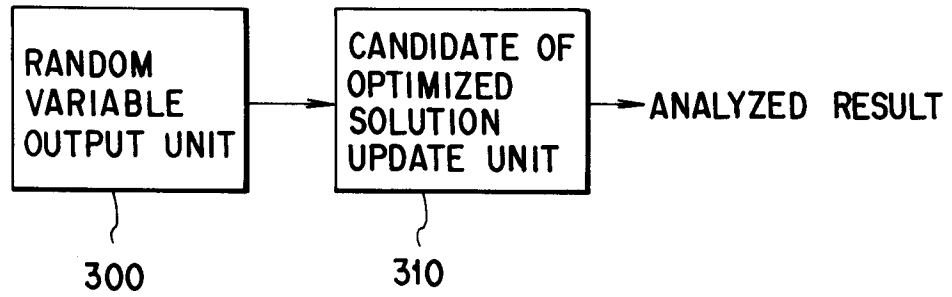 RANDOM
VARIABLE
OUTPUT UNIT
CANDIDATE OF
OPTIMIZED
SOLUTION
UPDATE UNIT
ANALYZED RESULT
300
310